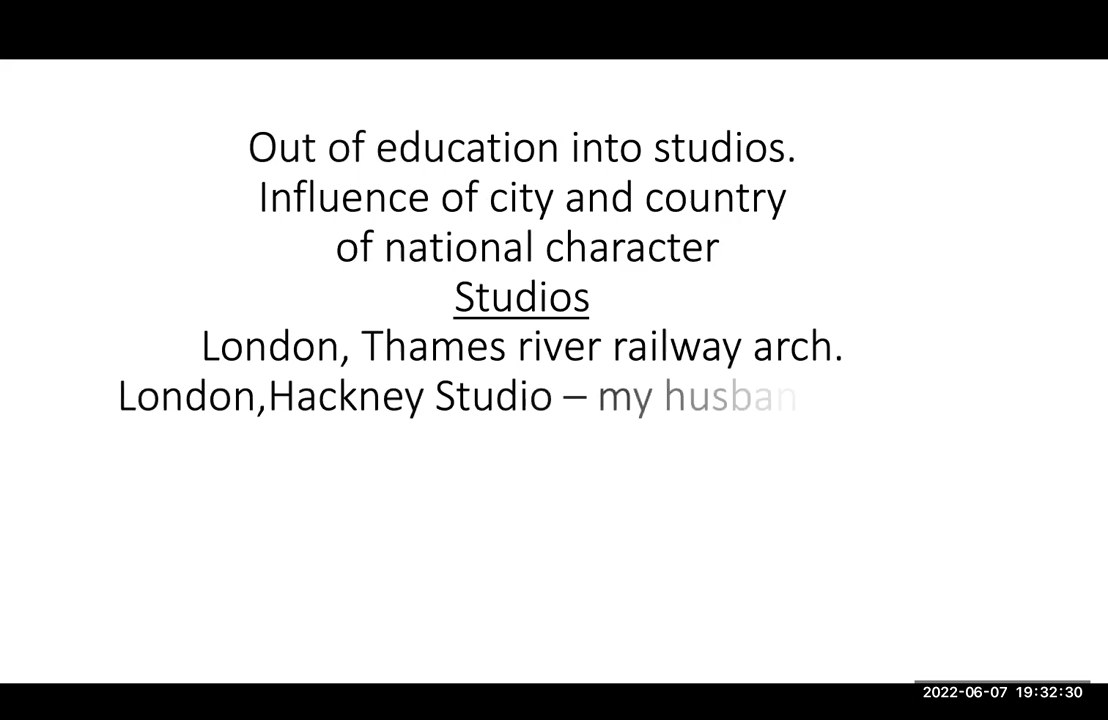 Out of education into studios.
Influence of city and country
of national character
Studios
London, Thames river railway arch.
London,Hackney Studio – my husban
2022-06-07 19:32:30